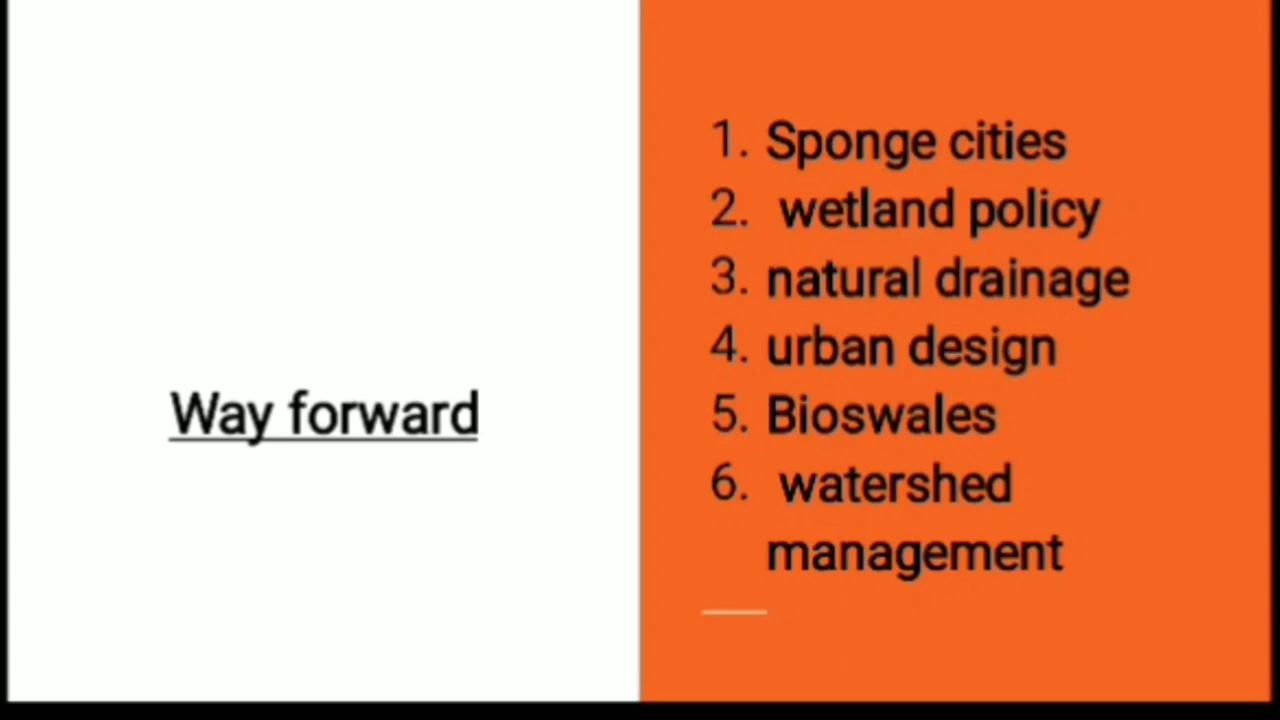 Way forward
1. Sponge cities
2. wetland policy
3. natural drainage
4. urban design
5. Bioswales
6. watershed
management